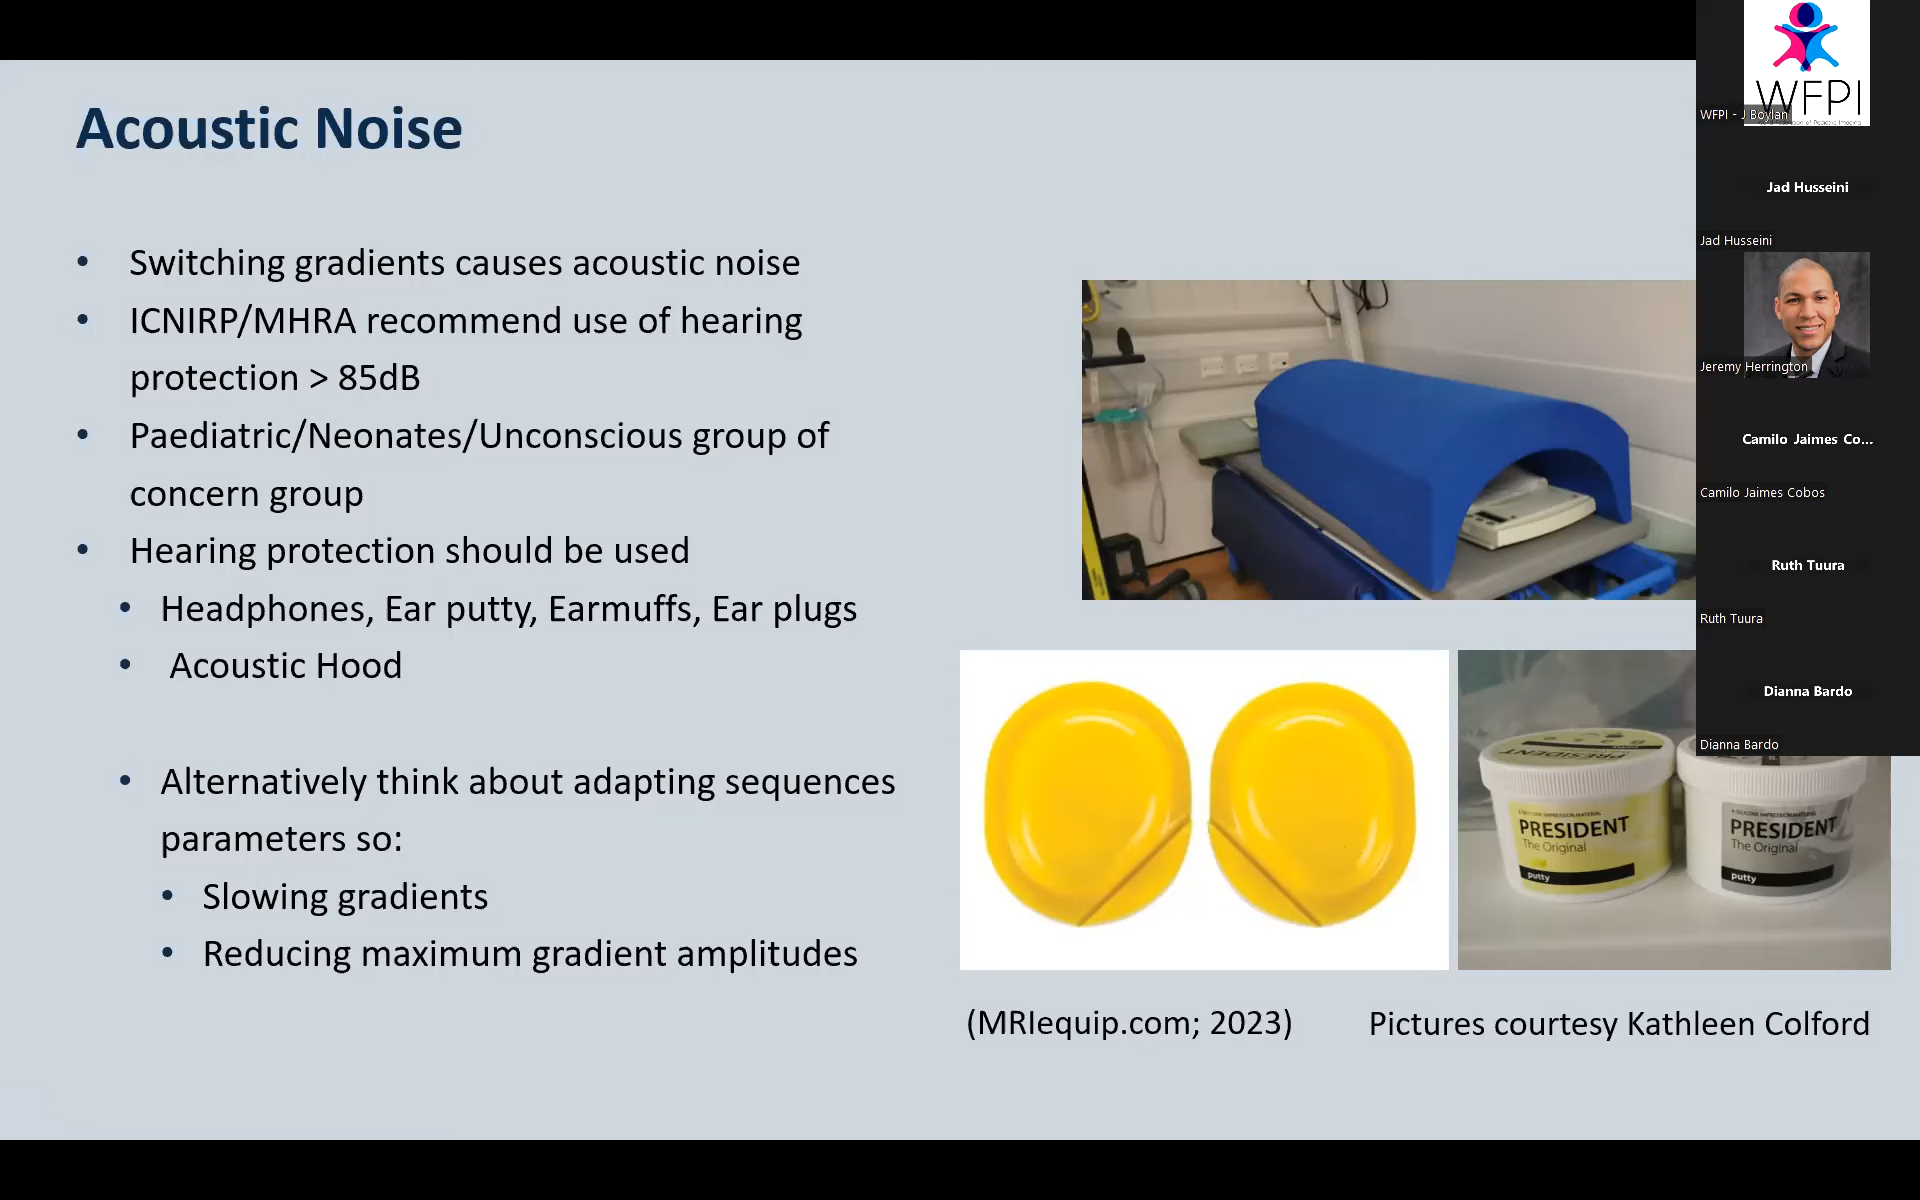 Acoustic Noise
• Switching gradients causes acoustic noise
• ICNIRP/MHRA recommend use of hearing
protection > 85dB
• Paediatric/Neonates/Unconscious group of
concern group
• Hearing protection should be used
• Headphones, Ear putty, Earmuffs, Ear plugs
• Acoustic Hood
• Alternatively think about adapting sequences
parameters so:
• Slowing gradients
• Reducing maximum gradient amplitudes
PRESIDENT
The Original
putty
PRESIDENT
The Original
putty
(MRIequip.com; 2023)
Pictures courtesy Kathleen Colford
WFPI
WFPI - J Boylan
Jad Husseini
Jad Husseini
Jeremy Herrington
Camilo Jaimes Co...
Camilo Jaimes Cobos
Ruth Tuura
Ruth Tuura
Dianna Bardo
Dianna Bardo